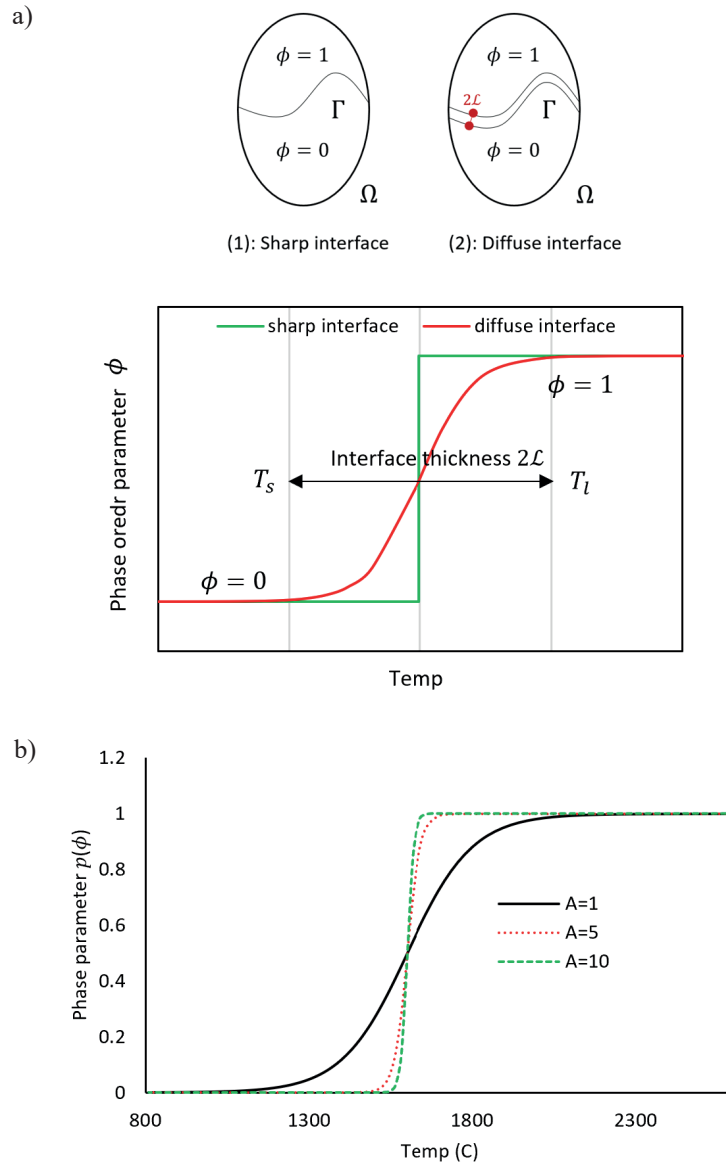 a)
ϕ = 1
Γ
ϕ = 0
Ω
(1): Sharp interface
ϕ = 1
2ℒ
Γ
ϕ = 0
Ω
(2): Diffuse interface
sharp interface
diffuse interface
Phase oredr parameter ϕ
ϕ = 1
Interface thickness 2ℒ
T_s
T_l
ϕ = 0
Temp
b)
Phase parameter p(ϕ)
1.2
1
0.8
0.6
0.4
0.2
0
A=1
A=5
A=10
800
1300
1800
2300
Temp (C)